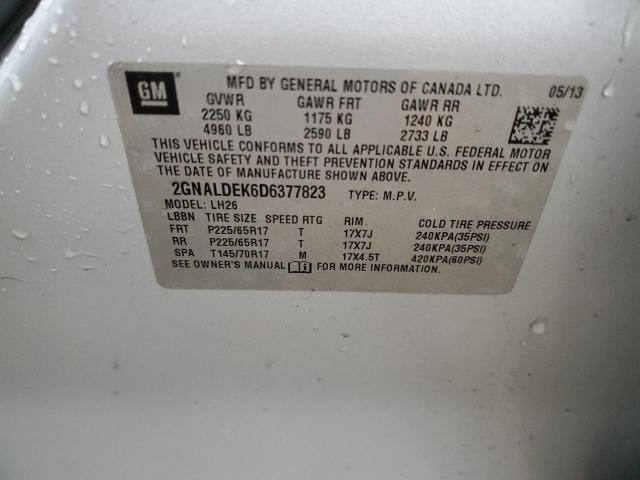 GM
MFD BY GENERAL MOTORS OF CANADA LTD. 05/13
GVWR GAWR FRT GAWR RR
2250 KG 1175 KG 1240 KG
4960 LB 2590 LB 2733 LB
THIS VEHICLE CONFORMS TO ALL APPLICABLE U.S. FEDERAL MOTOR
VEHICLE SAFETY AND THEFT PREVENTION STANDARDS IN EFFECT ON
THE DATE OF MANUFACTURE SHOWN ABOVE.
2GNALDEK6D6377823 TYPE: M.P.V.
MODEL: LH26
LBBN TIRE SIZE SPEED RTG RIM COLD TIRE PRESSURE
FRT P225/65R17 T 17X7J 240KPA(35PSI)
RR P225/65R17 T 17X7J 240KPA(35PSI)
SPA T145/70R17 M 17X4.5T 420KPA(60PSI)
SEE OWNER'S MANUAL FOR MORE INFORMATION.